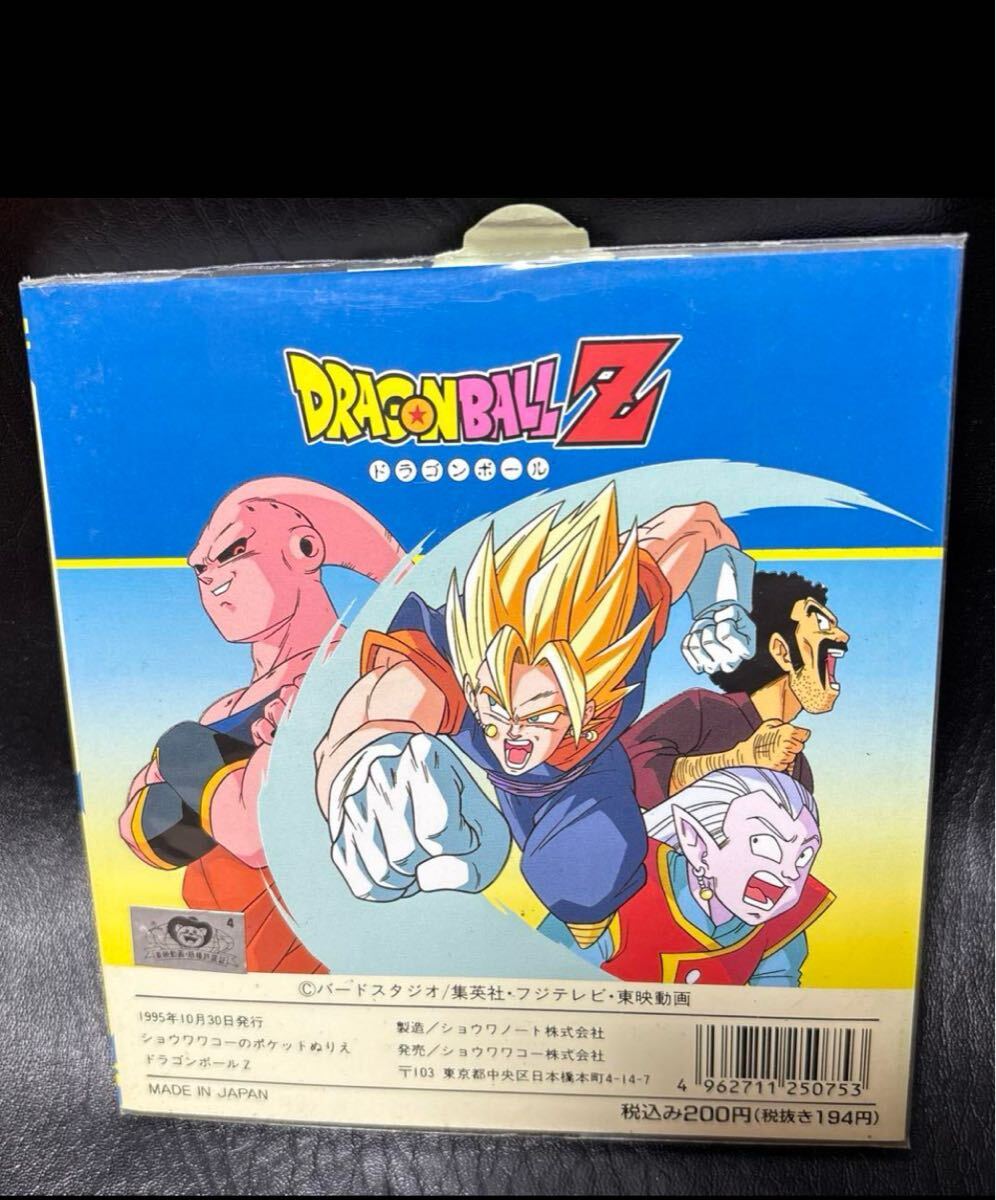 DRAGONBALL Z
ドラゴンボール
4
©バードスタジオ/集英社・フジテレビ・東映動画
1995年10月30日発行
ショウワワコーのポケットぬりえ
ドラゴンボールZ
MADE IN JAPAN
製造/ショウワノート株式会社
発売/ショウワワコー株式会社
〒103 東京都中央区日本橋本町4-14-7
4 962711 250753
税込み200円(税抜き194円)